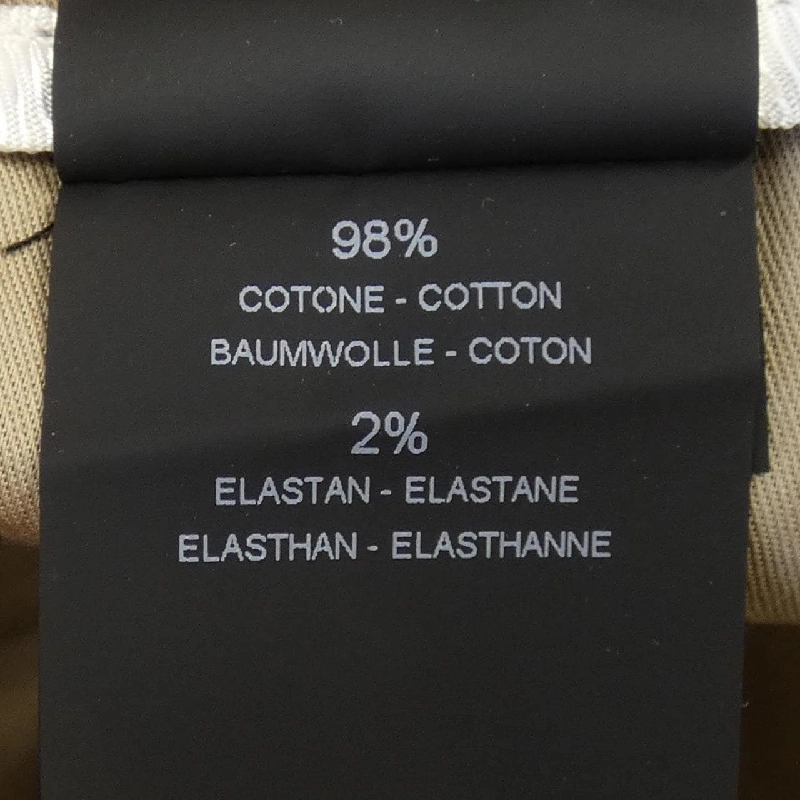 98%
COTONE - COTTON
BAUMWOLLE - COTON
2%
ELASTAN - ELASTANE
ELASTHAN - ELASTHANNE